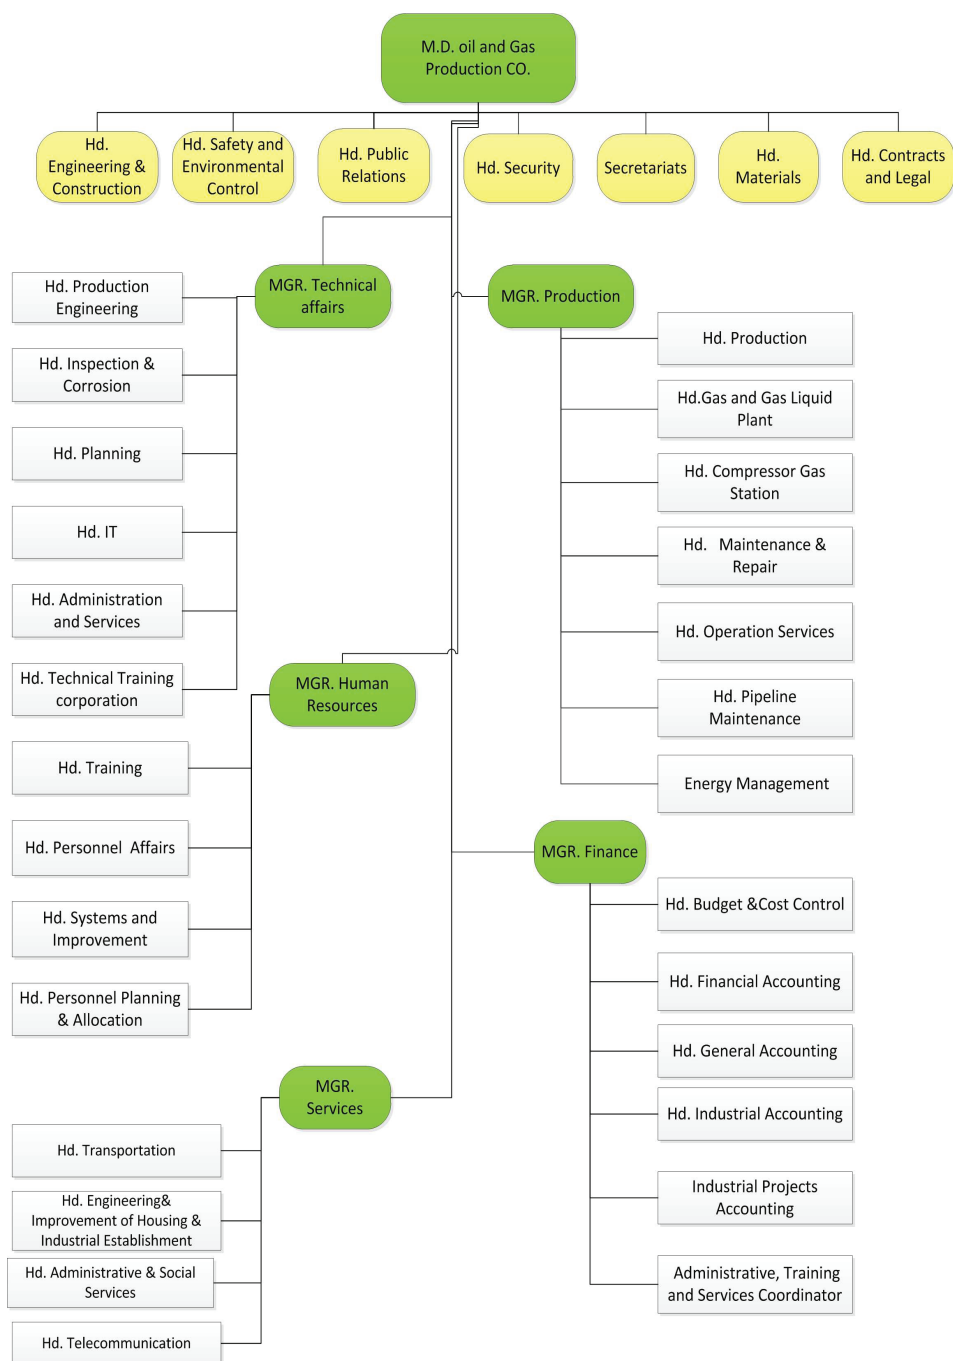 M.D. oil and Gas
Production CO.
Hd.
Engineering &
Construction
Hd. Safety and
Environmental
Control
Hd. Public
Relations
Hd. Security
Secretariats
Hd.
Materials
Hd. Contracts
and Legal
MGR. Technical
affairs
Hd. Production
Engineering
Hd. Inspection &
Corrosion
Hd. Planning
Hd. IT
Hd. Administration
and Services
Hd. Technical Training
corporation
MGR. Production
Hd. Production
Hd.Gas and Gas Liquid
Plant
Hd. Compressor Gas
Station
Hd.   Maintenance &
Repair
Hd. Operation Services
Hd. Pipeline
Maintenance
Energy Management
MGR. Human
Resources
Hd. Training
Hd. Personnel  Affairs
Hd. Systems and
Improvement
Hd. Personnel Planning
& Allocation
MGR. Finance
Hd. Budget &Cost Control
Hd. Financial Accounting
Hd. General Accounting
Hd. Industrial Accounting
Industrial Projects
Accounting
Administrative, Training
and Services Coordinator
MGR.
Services
Hd. Transportation
Hd. Engineering&
Improvement of Housing &
Industrial Establishment
Hd. Administrative & Social
Services
Hd. Telecommunication